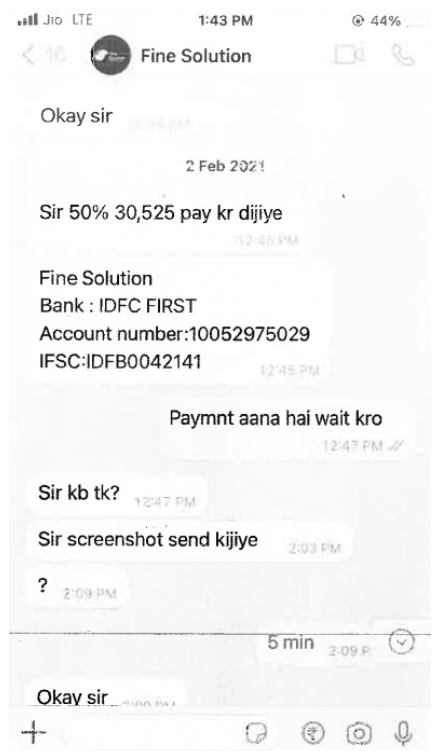 Jio LTE 1:43 PM 44%
16 Fine Solution
Okay sir
2 Feb 2021
Sir 50% 30,525 pay kr dijiye
12:45 PM
Fine Solution
Bank : IDFC FIRST
Account number:10052975029
IFSC:IDFB0042141
12:45 PM
Paymnt aana hai wait kro
12:47 PM
Sir kb tk?
12:47 PM
Sir screenshot send kijiye
2:03 PM
?
2:09 PM
5 min
2:09 P
Okay sir